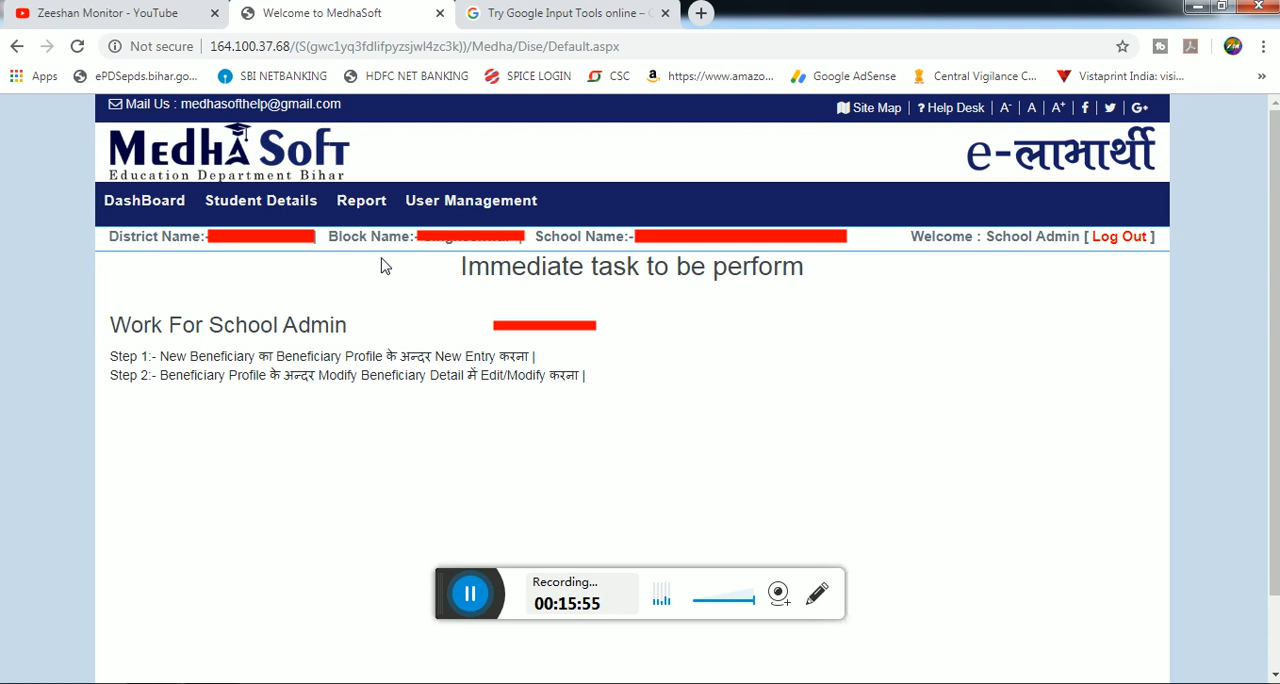 Zeeshan Monitor - YouTube
Welcome to MedhaSoft
Try Google Input Tools online –
Not secure | 164.100.37.68/(S(gwc1yq3fdlifpyzsjwl4zc3k))/Medha/Dise/Default.aspx
Apps ePDSepds.bihar.go... SBI NETBANKING HDFC NET BANKING SPICE LOGIN CSC https://www.amazo... Google AdSense Central Vigilance C... Vistaprint India: visi... »
Mail Us : medhasofthelp@gmail.com
Site Map | ? Help Desk | A- | A | A+ | f | | G+
MEDHA SOFT
Education Department Bihar
e-लाभार्थी
DashBoard Student Details Report User Management
District Name:- | Block Name:- | School Name:- Welcome : School Admin [ Log Out ]
Immediate task to be perform
Work For School Admin
Step 1:- New Beneficiary का Beneficiary Profile के अन्दर New Entry करना |
Step 2:- Beneficiary Profile के अन्दर Modify Beneficiary Detail में Edit/Modify करना |
Recording...
00:15:55